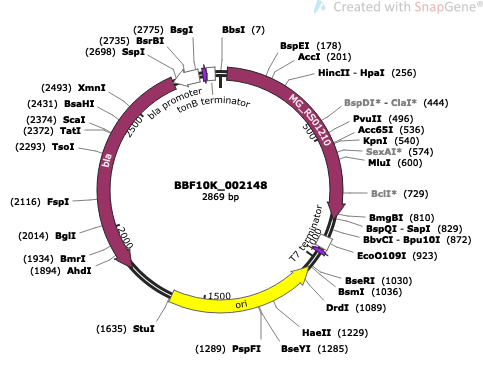 Created with SnapGene®
(2775) BsgI
BbsI (7)
(2735) BsrBI
(2698) SspI
BspEI (178)
AccI (201)
HincII - HpaI (256)
(2493) XmnI
(2431) BsaHI
(2374) ScaI
(2372) TatI
(2293) TsoI
bla promoter
tonB terminator
MG_RS01210
BspDI* - ClaI* (444)
PvuII (496)
Acc65I (536)
KpnI (540)
SexAI* (574)
MluI (600)
2500
500
bla
BBF10K_002148
2869 bp
BclI* (729)
(2116) FspI
(2014) BglI
(1934) BmrI
(1894) AhdI
2000
T7 terminator
1000
BmgBI (810)
BspQI - SapI (829)
BbvCI - Bpu10I (872)
EcoO109I (923)
BseRI (1030)
BsmI (1036)
DrdI (1089)
1500
ori
(1635) StuI
HaeII (1229)
(1289) PspFI
BseYI (1285)